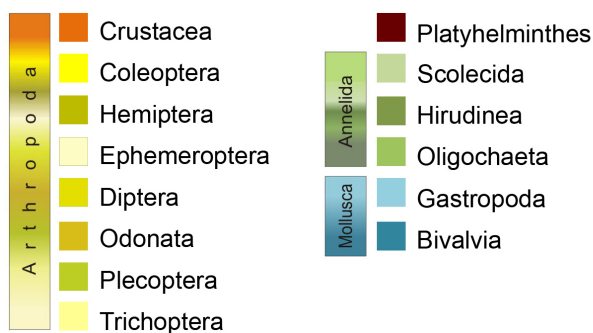 Arthropoda
Crustacea
Coleoptera
Hemiptera
Ephemeroptera
Diptera
Odonata
Plecoptera
Trichoptera
Platyhelminthes
Annelida
Scolecida
Hirudinea
Oligochaeta
Mollusca
Gastropoda
Bivalvia